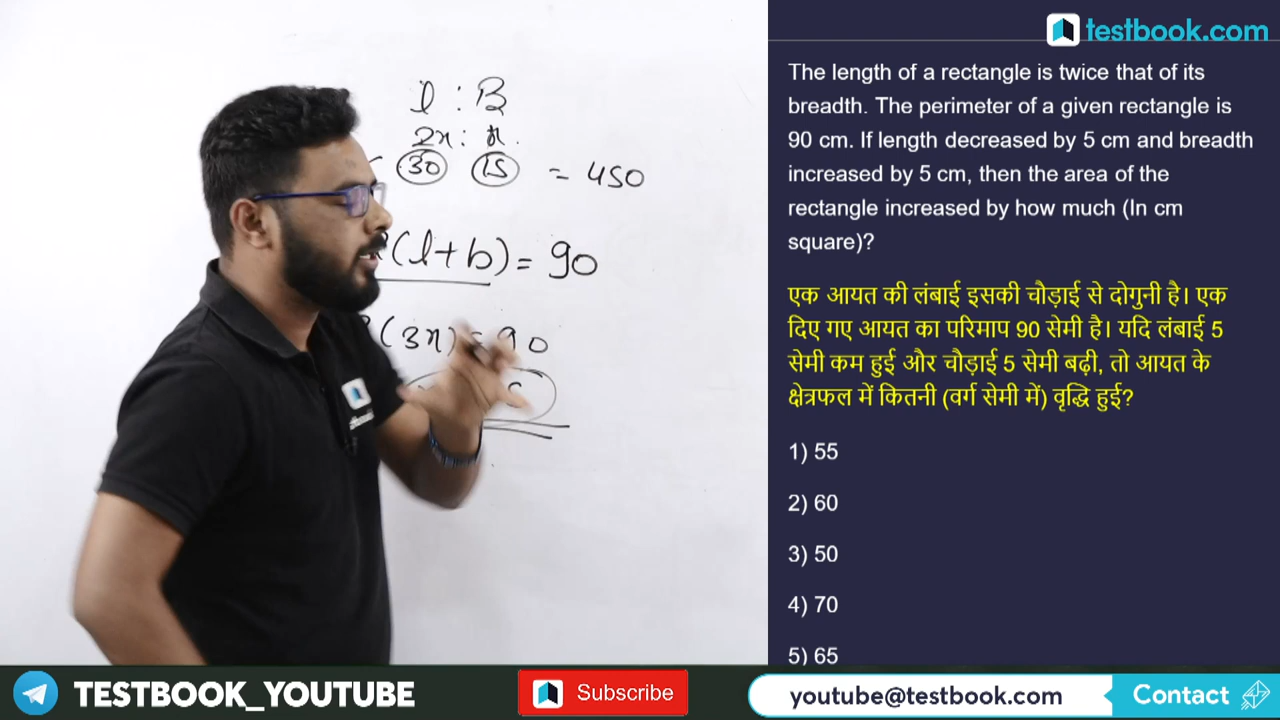 testbook.com
l : B
2x : x.
30 15 = 450
(l+b) = 90
(3x) = 90
The length of a rectangle is twice that of its
breadth. The perimeter of a given rectangle is
90 cm. If length decreased by 5 cm and breadth
increased by 5 cm, then the area of the
rectangle increased by how much (In cm
square)?
एक आयत की लंबाई इसकी चौड़ाई से दोगुनी है। एक
दिए गए आयत का परिमाप 90 सेमी है। यदि लंबाई 5
सेमी कम हुई और चौड़ाई 5 सेमी बढ़ी, तो आयत के
क्षेत्रफल में कितनी (वर्ग सेमी में) वृद्धि हुई?
1) 55
2) 60
3) 50
4) 70
5) 65
TESTBOOK_YOUTUBE
Subscribe
youtube@testbook.com
Contact